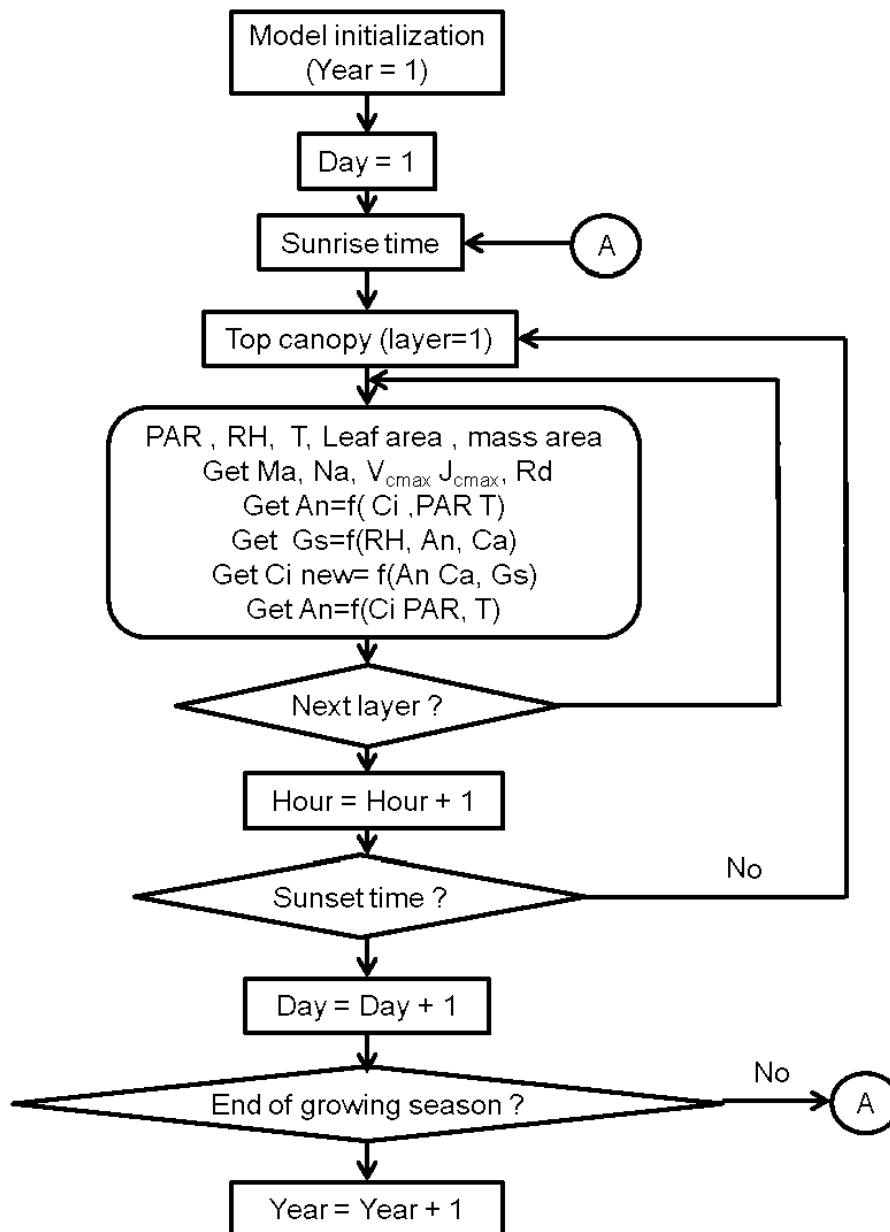 Model initialization
(Year = 1)
Day = 1
Sunrise time
A
Top canopy (layer=1)
PAR , RH, T, Leaf area , mass area
Get Ma, Na, Vcmax Jcmax, Rd
Get An=f( Ci ,PAR T)
Get Gs=f(RH, An, Ca)
Get Ci new= f(An Ca, Gs)
Get An=f(Ci PAR, T)
Next layer ?
Hour = Hour + 1
No
Sunset time ?
Day = Day + 1
No
End of growing season ?
A
Year = Year + 1